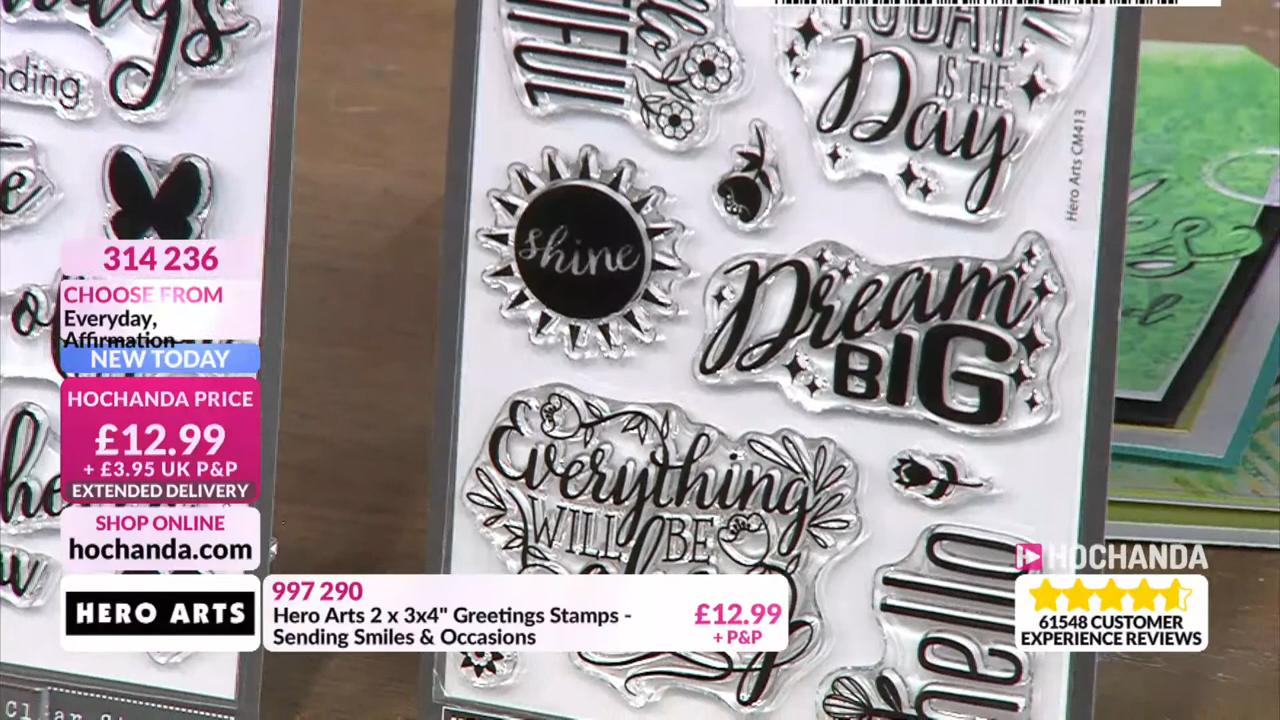 nding
hello
TODAY
IS THE
Day
Hero Arts CM413
shine
Dream
BIG
Everything
WILL BE
hello
314 236
CHOOSE FROM
Everyday,
Affirmation
NEW TODAY
HOCHANDA PRICE
£12.99
+ £3.95 UK P&P
EXTENDED DELIVERY
SHOP ONLINE
hochanda.com
HERO ARTS
997 290
Hero Arts 2 x 3x4" Greetings Stamps -
Sending Smiles & Occasions
£12.99
+ P&P
HOCHANDA
61548 CUSTOMER
EXPERIENCE REVIEWS